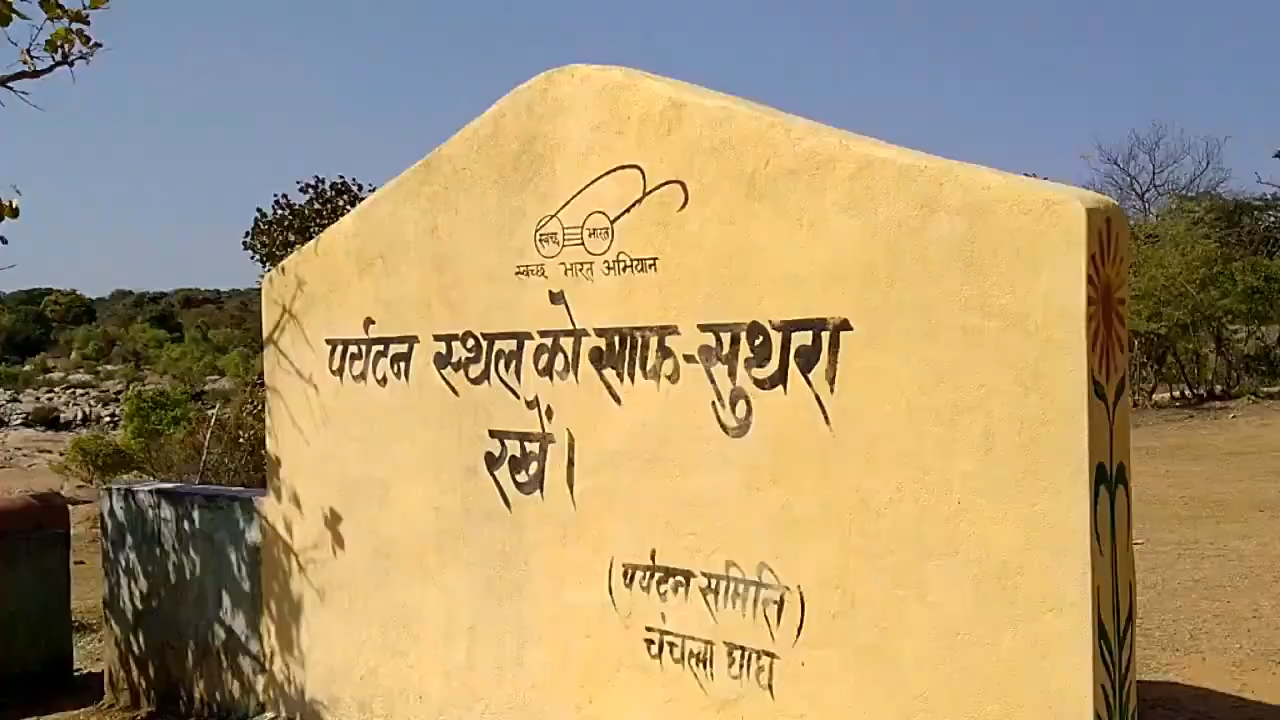 स्वच्छ भारत
स्वच्छ भारत अभियान
पर्यटन स्थल को साफ-सुथरा
रखें।
(पर्यटन समिति)
चंचला घाघ